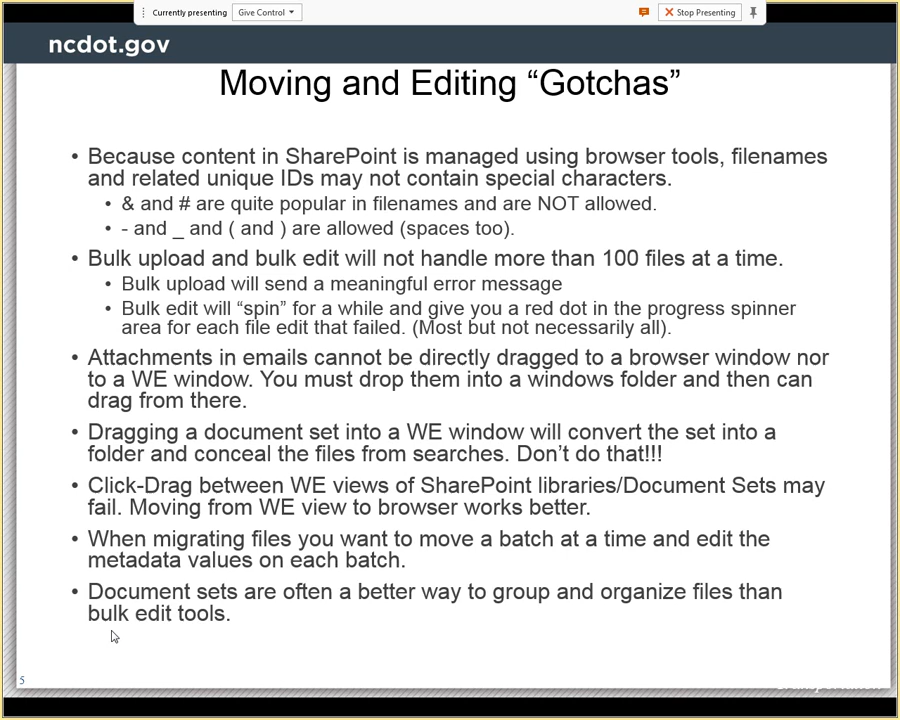 Currently presenting Give Control Stop Presenting
ncdot.gov
Moving and Editing “Gotchas”
• Because content in SharePoint is managed using browser tools, filenames
and related unique IDs may not contain special characters.
• & and # are quite popular in filenames and are NOT allowed.
• - and _ and ( and ) are allowed (spaces too).
• Bulk upload and bulk edit will not handle more than 100 files at a time.
• Bulk upload will send a meaningful error message
• Bulk edit will “spin” for a while and give you a red dot in the progress spinner
area for each file edit that failed. (Most but not necessarily all).
• Attachments in emails cannot be directly dragged to a browser window nor
to a WE window. You must drop them into a windows folder and then can
drag from there.
• Dragging a document set into a WE window will convert the set into a
folder and conceal the files from searches. Don’t do that!!!
• Click-Drag between WE views of SharePoint libraries/Document Sets may
fail. Moving from WE view to browser works better.
• When migrating files you want to move a batch at a time and edit the
metadata values on each batch.
• Document sets are often a better way to group and organize files than
bulk edit tools.
5